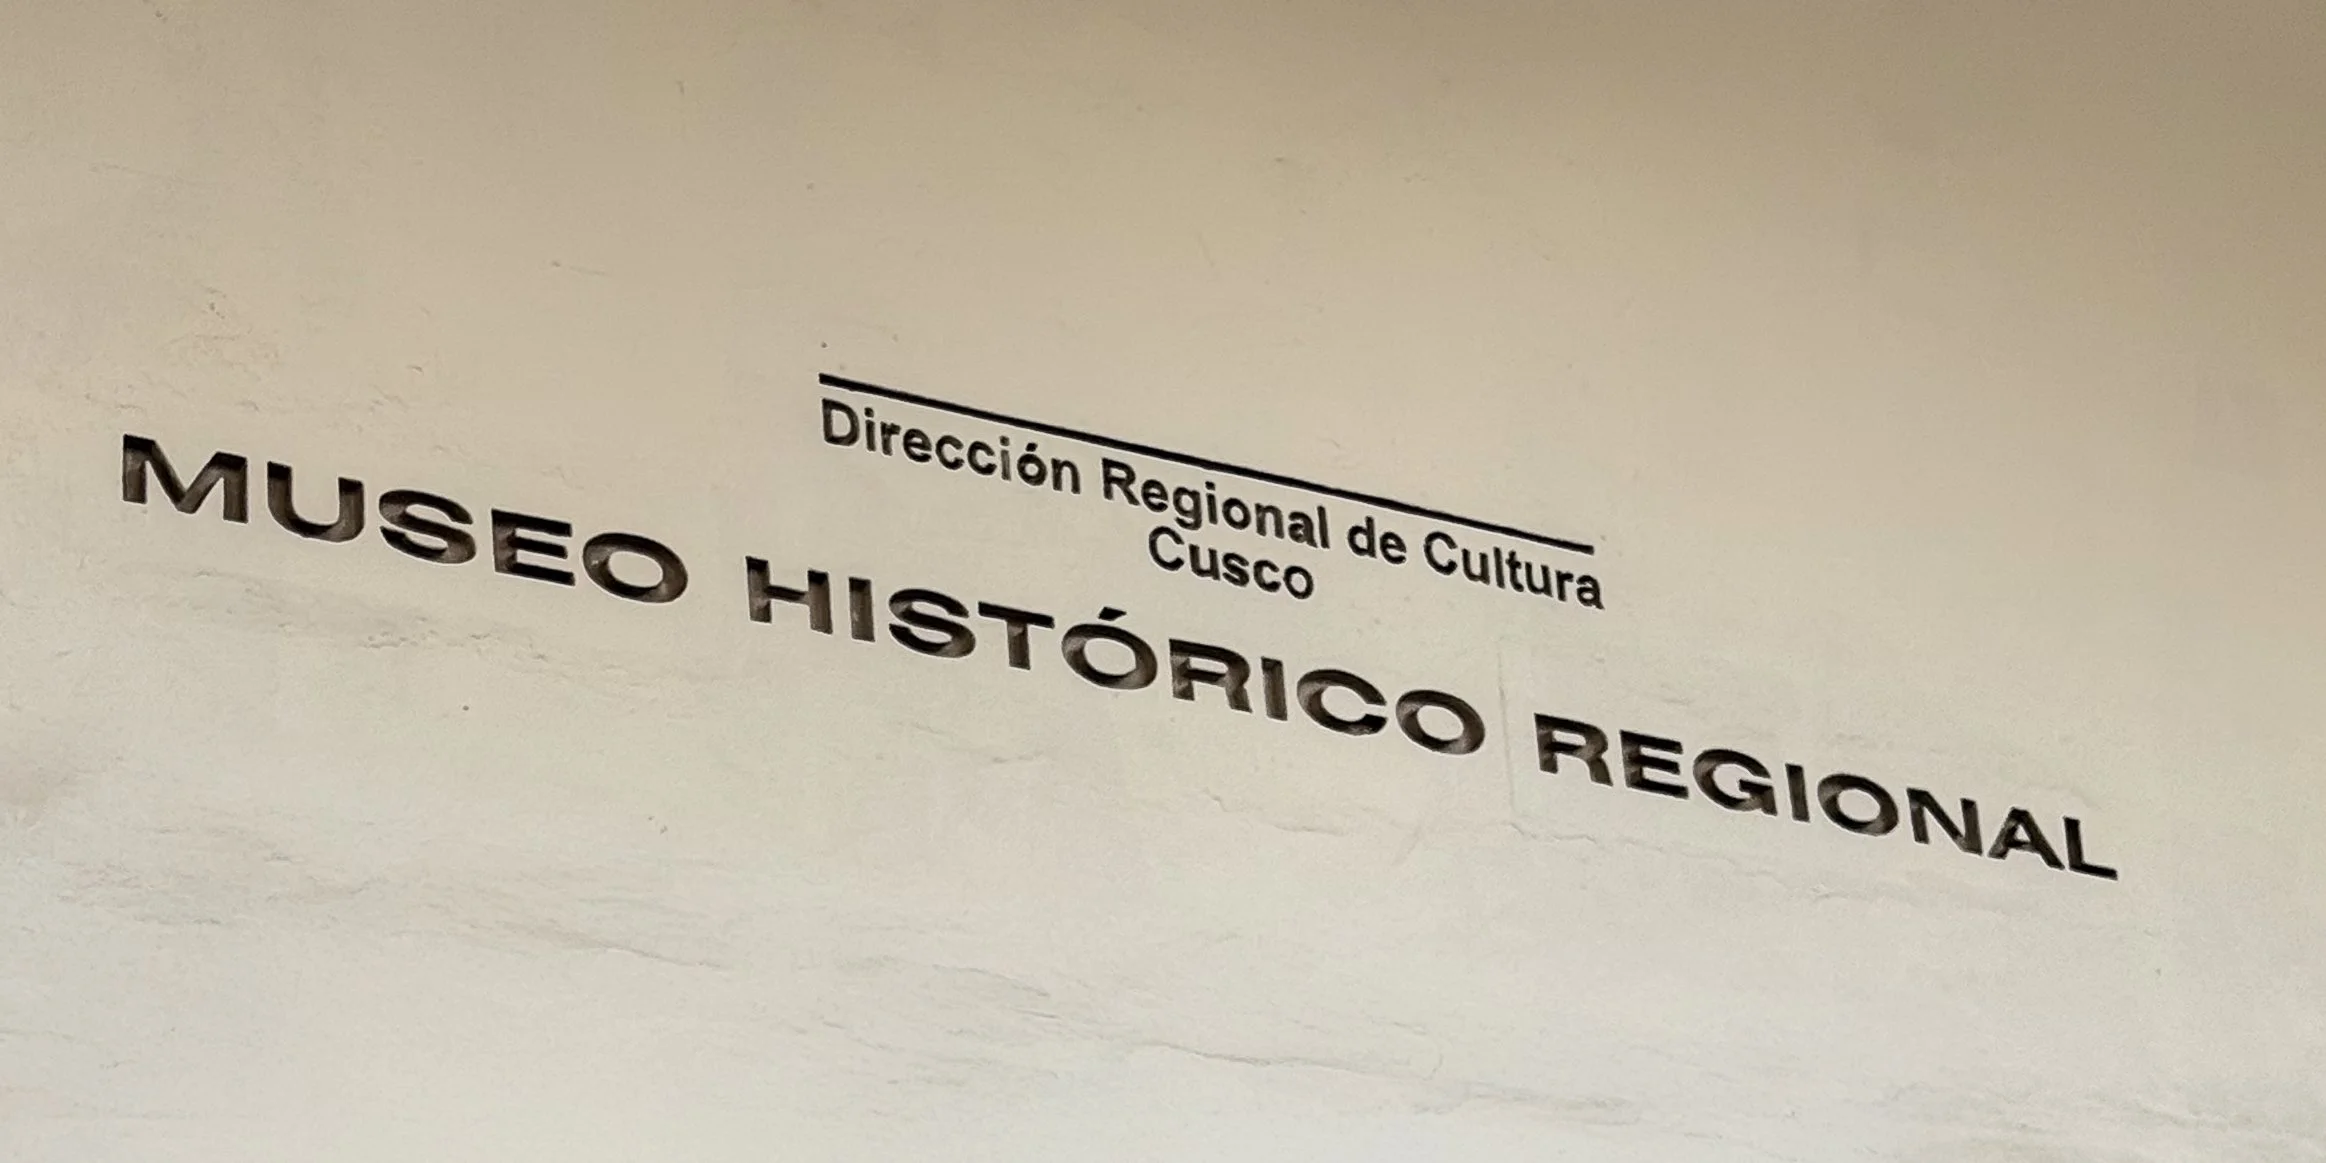 Dirección Regional de Cultura
Cusco
MUSEO HISTÓRICO REGIONAL